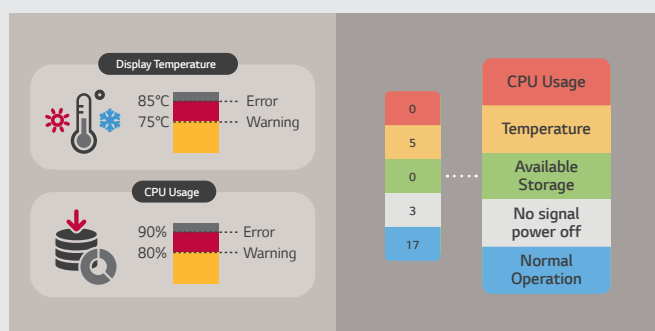 Display Temperature
85℃ Error
75℃ Warning
CPU Usage
90% Error
80% Warning
0
5
0
3
17
CPU Usage
Temperature
Available
Storage
No signal
power off
Normal
Operation